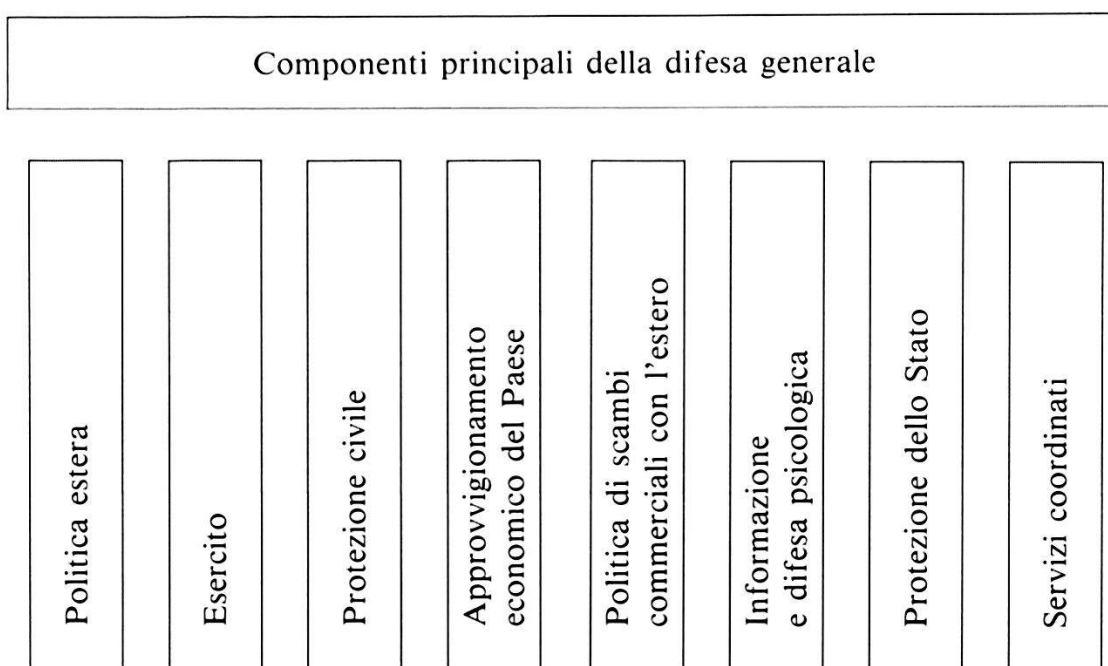 Componenti principali della difesa generale
Politica estera
Esercito
Protezione civile
Approvvigionamento
economico del Paese
Politica di scambi
commerciali con l'estero
Informazione
e difesa psicologica
Protezione dello Stato
Servizi coordinati